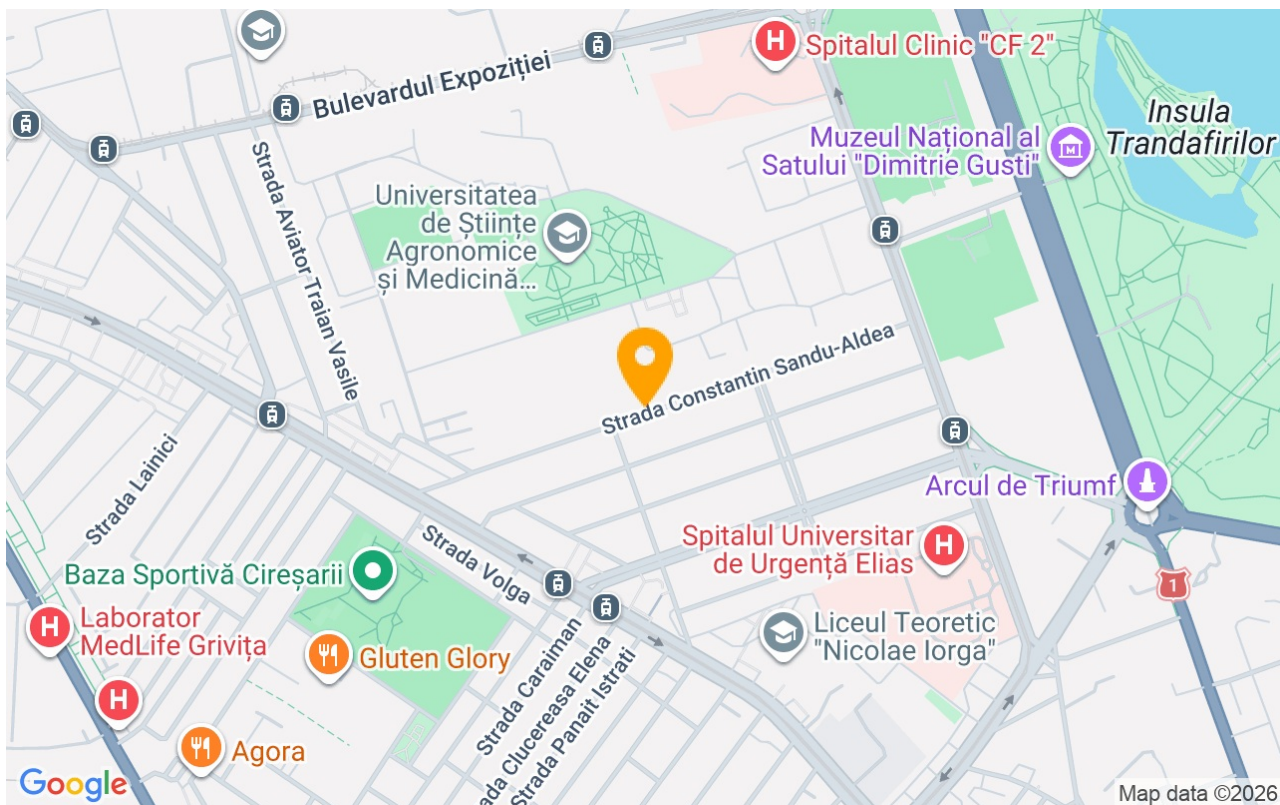 Spitalul Clinic "CF 2"
Bulevardul Expoziției
Insula
Trandafirilor
Muzeul Național al
Satului "Dimitrie Gusti"
Strada Aviator Traian Vasile
Universitatea
de Științe
Agronomice
și Medicină...
Strada Constantin Sandu-Aldea
Strada Lainici
Arcul de Triumf
Spitalul Universitar
de Urgență Elias
Strada Volga
Baza Sportivă Cireșarii
1
Laborator
MedLife Grivița
Liceul Teoretic
"Nicolae Iorga"
Gluten Glory
Strada Caraiman
ada Clucereasa Elena
Strada Panait Istrati
Agora
Google
Map data ©2026
H
H
H
H
M